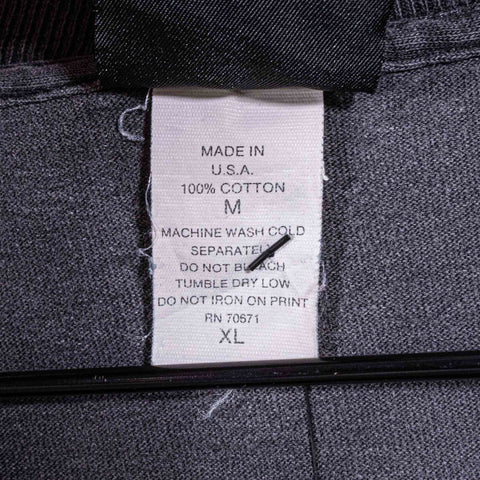 MADE IN
U.S.A.
100% COTTON
M
MACHINE WASH COLD
SEPARATELY
DO NOT BLEACH
TUMBLE DRY LOW
DO NOT IRON ON PRINT
RN 70671
XL